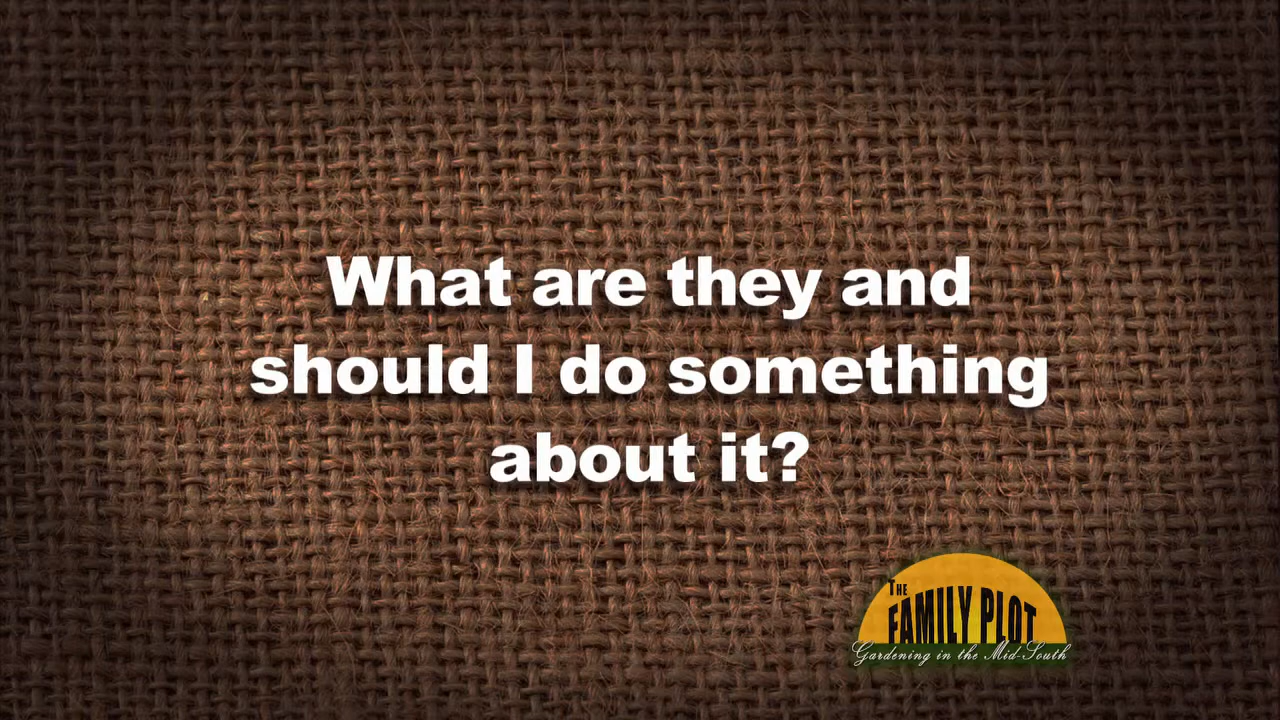 What are they and
should I do something
about it?
THE
FAMILY PLOT
Gardening in the Mid-South